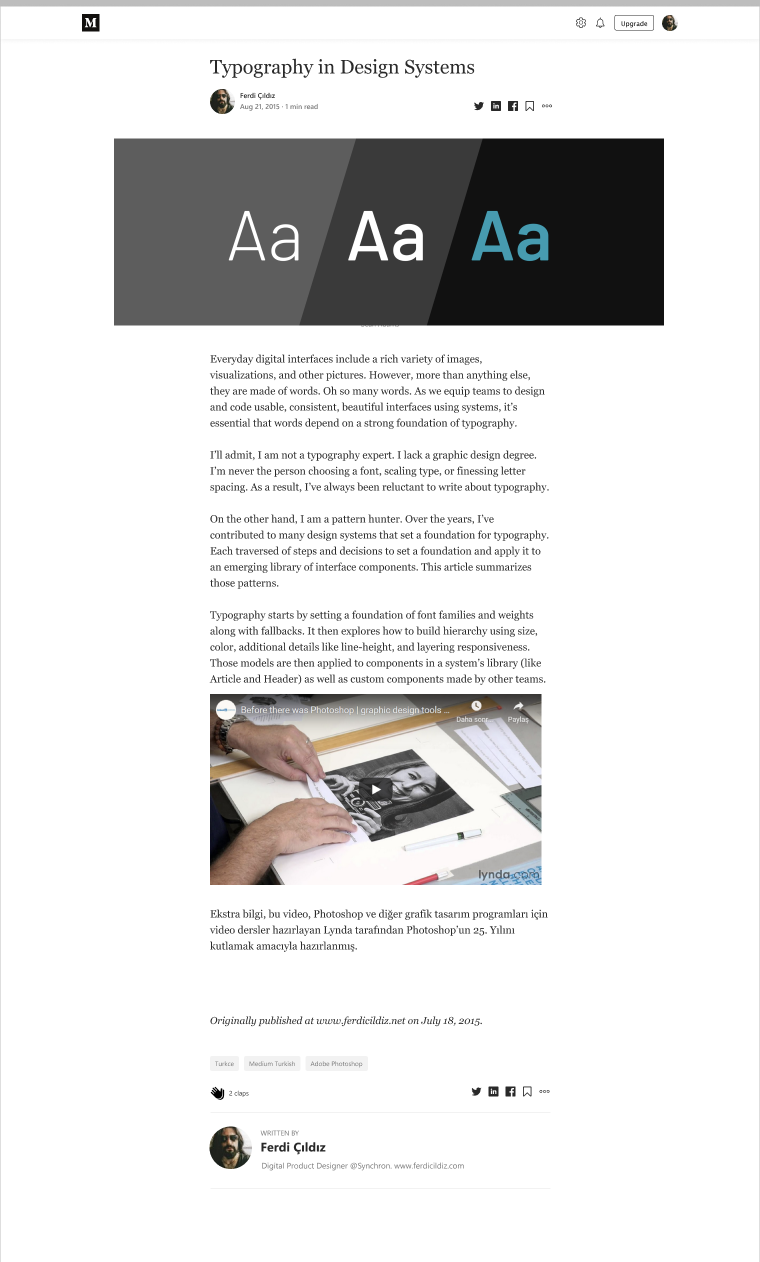 M
Upgrade
Typography in Design Systems
Ferdi Çıldız
Aug 21, 2015 · 1 min read
Aa Aa Aa
Everyday digital interfaces include a rich variety of images,
visualizations, and other pictures. However, more than anything else,
they are made of words. Oh so many words. As we equip teams to design
and code usable, consistent, beautiful interfaces using systems, it's
essential that words depend on a strong foundation of typography.
I'll admit, I am not a typography expert. I lack a graphic design degree.
I'm never the person choosing a font, scaling type, or finessing letter
spacing. As a result, I've always been reluctant to write about typography.
On the other hand, I am a pattern hunter. Over the years, I've
contributed to many design systems that set a foundation for typography.
Each traversed of steps and decisions to set a foundation and apply it to
an emerging library of interface components. This article summarizes
those patterns.
Typography starts by setting a foundation of font families and weights
along with fallbacks. It then explores how to build hierarchy using size,
color, additional details like line-height, and layering responsiveness.
Those models are then applied to components in a system's library (like
Article and Header) as well as custom components made by other teams.
Before there was Photoshop | graphic design tools ...
Daha sonr... Paylaş
lynda.com
Ekstra bilgi, bu video, Photoshop ve diğer grafik tasarım programları için
video dersler hazırlayan Lynda tarafından Photoshop'un 25. Yılını
kutlamak amacıyla hazırlanmış.
Originally published at www.ferdicildiz.net on July 18, 2015.
Turkce Medium Turkish Adobe Photoshop
2 claps
WRITTEN BY
Ferdi Çıldız
Digital Product Designer @Synchron. www.ferdicildiz.com